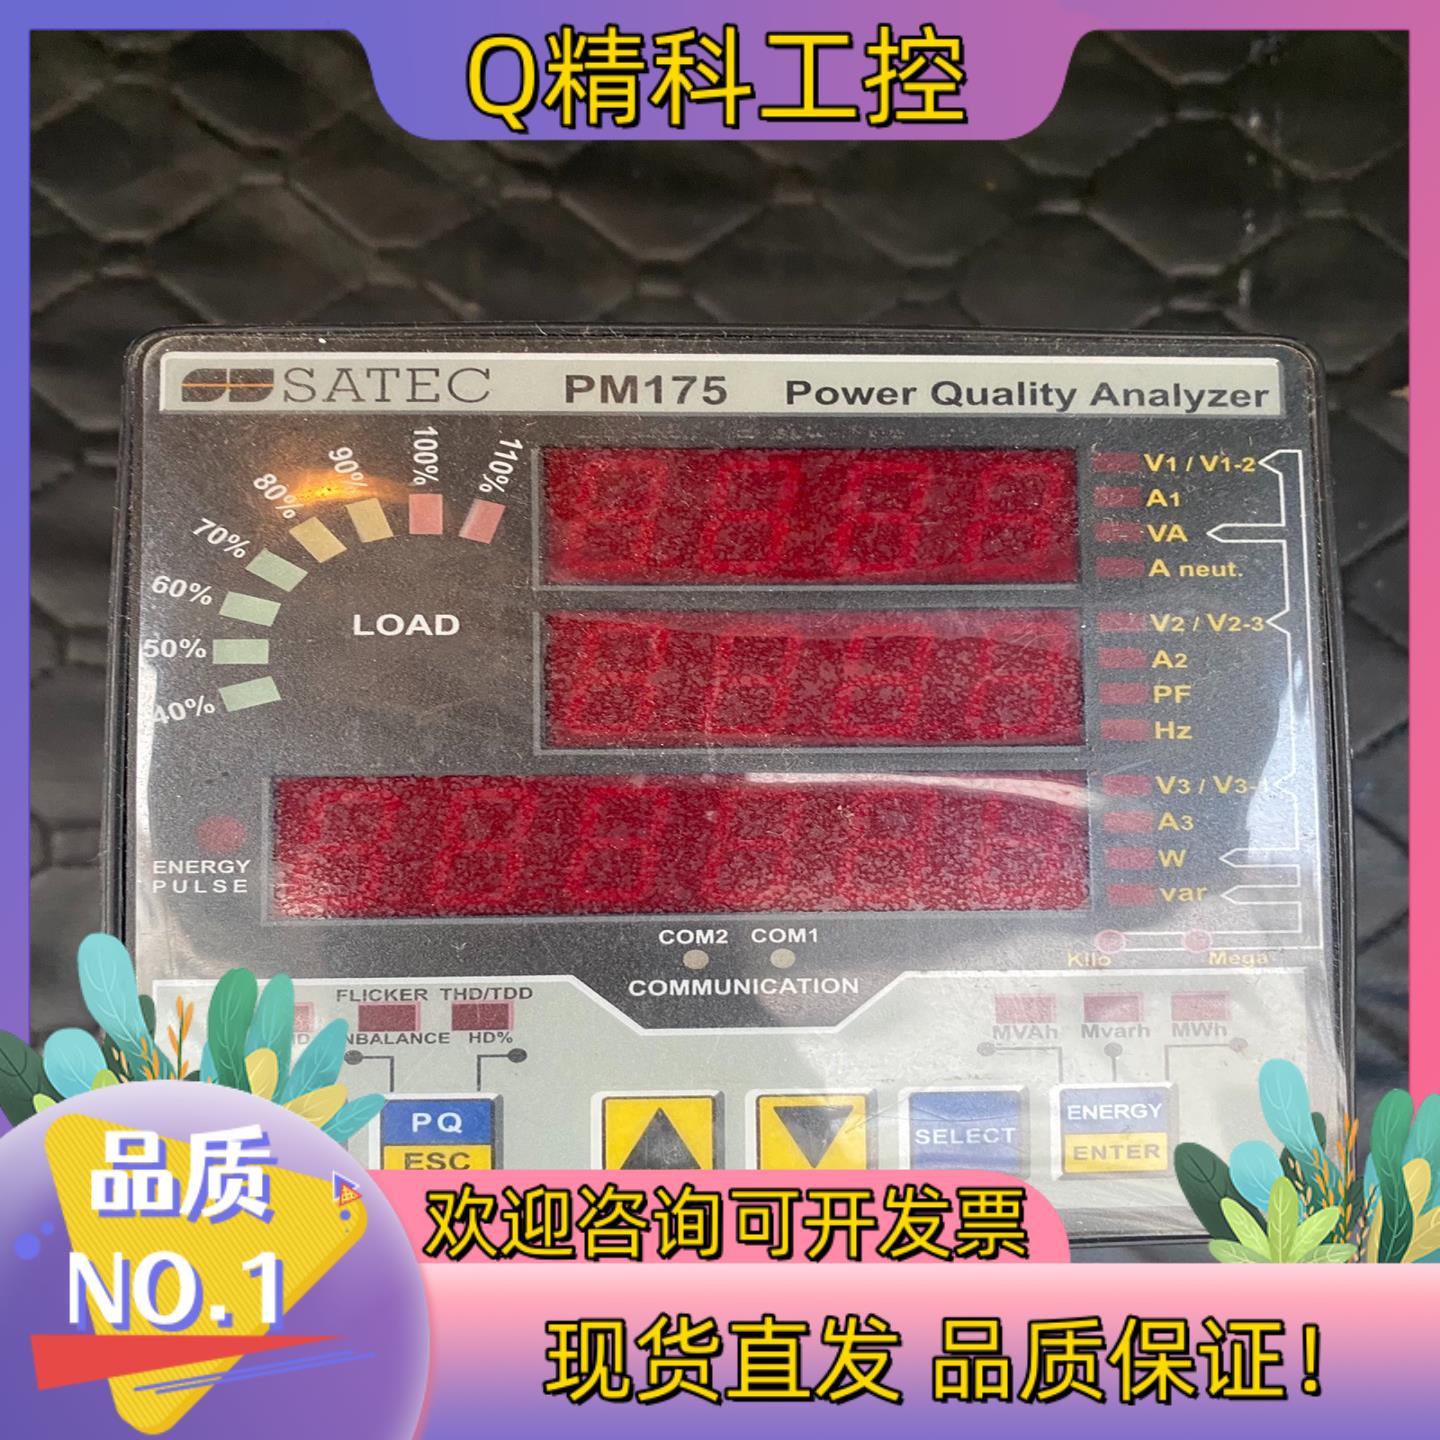 Q精科工控
SATEC PM175 Power Quality Analyzer
110%
100%
90%
80%
70%
60%
50%
40%
LOAD
V1 / V1-2
A1
VA
A neut.
V2 / V2-3
A2
PF
Hz
V3 / V3-
A3
W
var
Kilo Mega
ENERGY
PULSE
COM2 COM1
COMMUNICATION
FLICKER THD/TDD
NBALANCE HD%
MVAh Mvarh MWh
PQ
ESC
SELECT
ENERGY
ENTER
品质
NO.1
欢迎咨询可开发票
现货直发 品质保证!